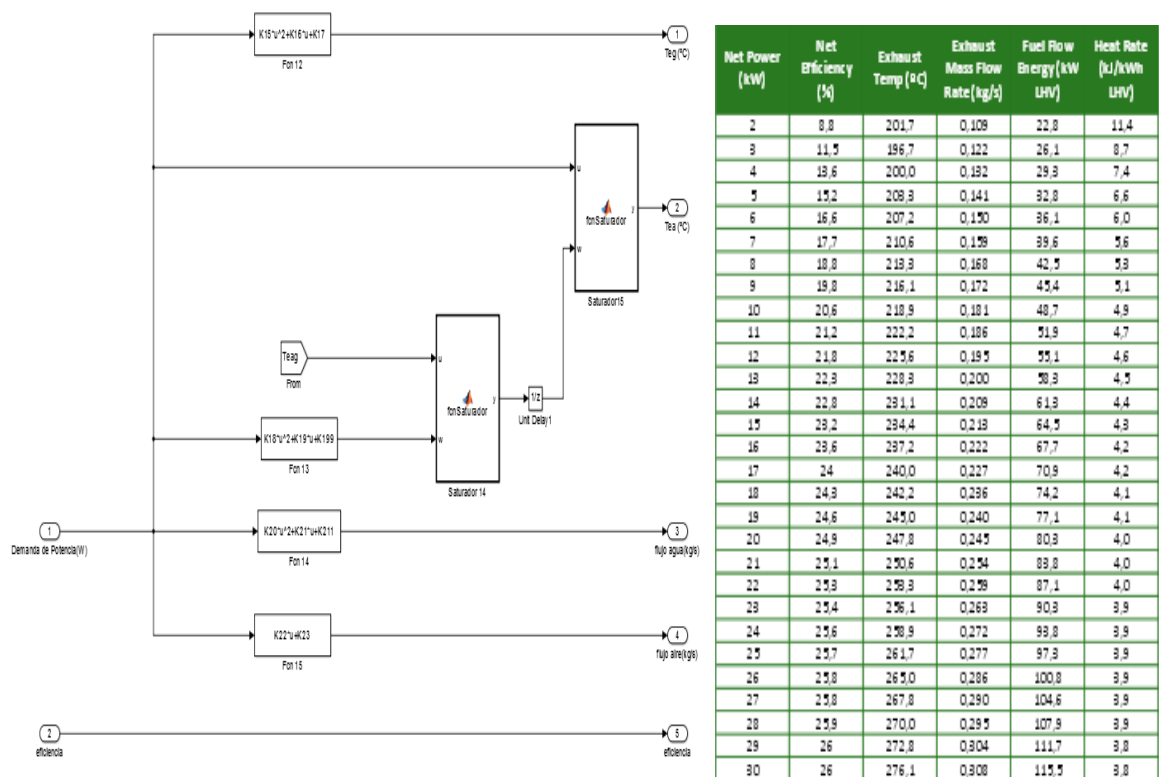 K15*u^2+K16*u+K17
Fcn 12
1
Teg (ºC)
u
w
y
fcnSaturador
Saturador15
2
Tea (ºC)
Teag
From
u
w
y
fcnSaturador
Saturador 14
1/z
Unit Delay1
K18*u^2+K19*u+K199
Fcn 13
1
Demanda de Potencia(W)
K20*u^2+K21*u+K211
Fcn 14
3
flujo agua(kg/s)
K22*u+K23
Fcn 15
4
flujo aire(kg/s)
2
eficiencia
5
eficiencia
Net Power (kW) Net Efficiency (%) Exhaust Temp (ºC) Exhaust Mass Flow Rate (kg/s) Fuel Flow Energy (kW LHV) Heat Rate (kJ/kWh LHV)
2 8,8 201,7 0,109 22,8 11,4
3 11,5 196,7 0,122 26,1 8,7
4 13,6 200,0 0,132 29,3 7,4
5 15,2 203,3 0,141 32,8 6,6
6 16,6 207,2 0,150 36,1 6,0
7 17,7 210,6 0,159 39,6 5,6
8 18,8 213,3 0,168 42,5 5,3
9 19,8 216,1 0,172 45,4 5,1
10 20,6 218,9 0,181 48,7 4,9
11 21,2 222,2 0,186 51,9 4,7
12 21,8 225,6 0,195 55,1 4,6
13 22,3 228,3 0,200 58,3 4,5
14 22,8 231,1 0,209 61,3 4,4
15 23,2 234,4 0,213 64,5 4,3
16 23,6 237,2 0,222 67,7 4,2
17 24 240,0 0,227 70,9 4,2
18 24,3 242,2 0,236 74,2 4,1
19 24,6 245,0 0,240 77,1 4,1
20 24,9 247,8 0,245 80,3 4,0
21 25,1 250,6 0,254 83,8 4,0
22 25,3 253,3 0,259 87,1 4,0
23 25,4 256,1 0,263 90,3 3,9
24 25,6 258,9 0,272 93,8 3,9
25 25,7 261,7 0,277 97,3 3,9
26 25,8 265,0 0,286 100,8 3,9
27 25,8 267,8 0,290 104,6 3,9
28 25,9 270,0 0,295 107,9 3,9
29 26 272,8 0,304 111,7 3,8
30 26 276,1 0,308 115,5 3,8